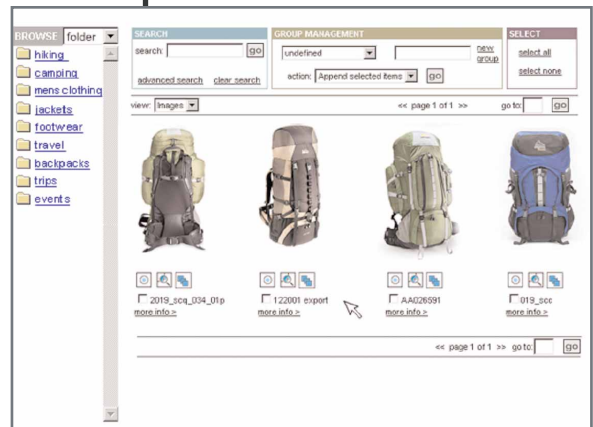 BROWSE folder
hiking
camping
mens clothing
jackets
footwear
travel
backpacks
trips
events
SEARCH
search: go
advanced search clear search
GROUP MANAGEMENT
undefined new group
action: Append selected items go
SELECT
select all
select none
view: Images << page 1 of 1 >> go to: go
2019_scq_034_01p
more info >
122001 export
more info >
AA026591
more info >
019_scc
more info >
<< page 1 of 1 >> go to: go